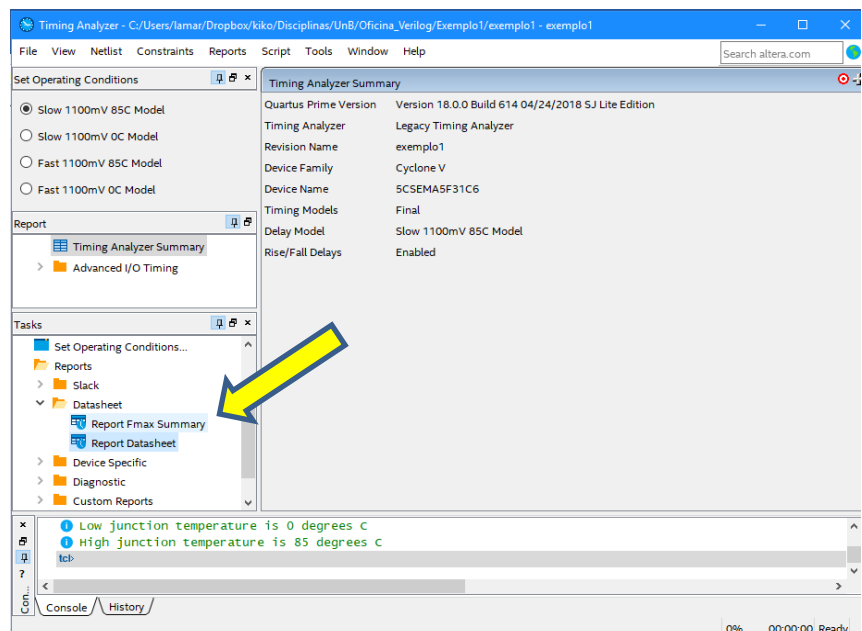 Timing Analyzer - C:/Users/lamar/Dropbox/kiko/Disciplinas/UnB/Oficina_Verilog/Exemplo1/exemplo1 - exemplo1
File View Netlist Constraints Reports Script Tools Window Help
Search altera.com
Set Operating Conditions
Slow 1100mV 85C Model
Slow 1100mV 0C Model
Fast 1100mV 85C Model
Fast 1100mV 0C Model
Report
Timing Analyzer Summary
Advanced I/O Timing
Tasks
Set Operating Conditions...
Reports
Slack
Datasheet
Report Fmax Summary
Report Datasheet
Device Specific
Diagnostic
Custom Reports
Timing Analyzer Summary
Quartus Prime Version Version 18.0.0 Build 614 04/24/2018 SJ Lite Edition
Timing Analyzer Legacy Timing Analyzer
Revision Name exemplo1
Device Family Cyclone V
Device Name 5CSEMA5F31C6
Timing Models Final
Delay Model Slow 1100mV 85C Model
Rise/Fall Delays Enabled
Low junction temperature is 0 degrees C
High junction temperature is 85 degrees C
tcl>
Con...
Console History
0% 00:00:00 Ready